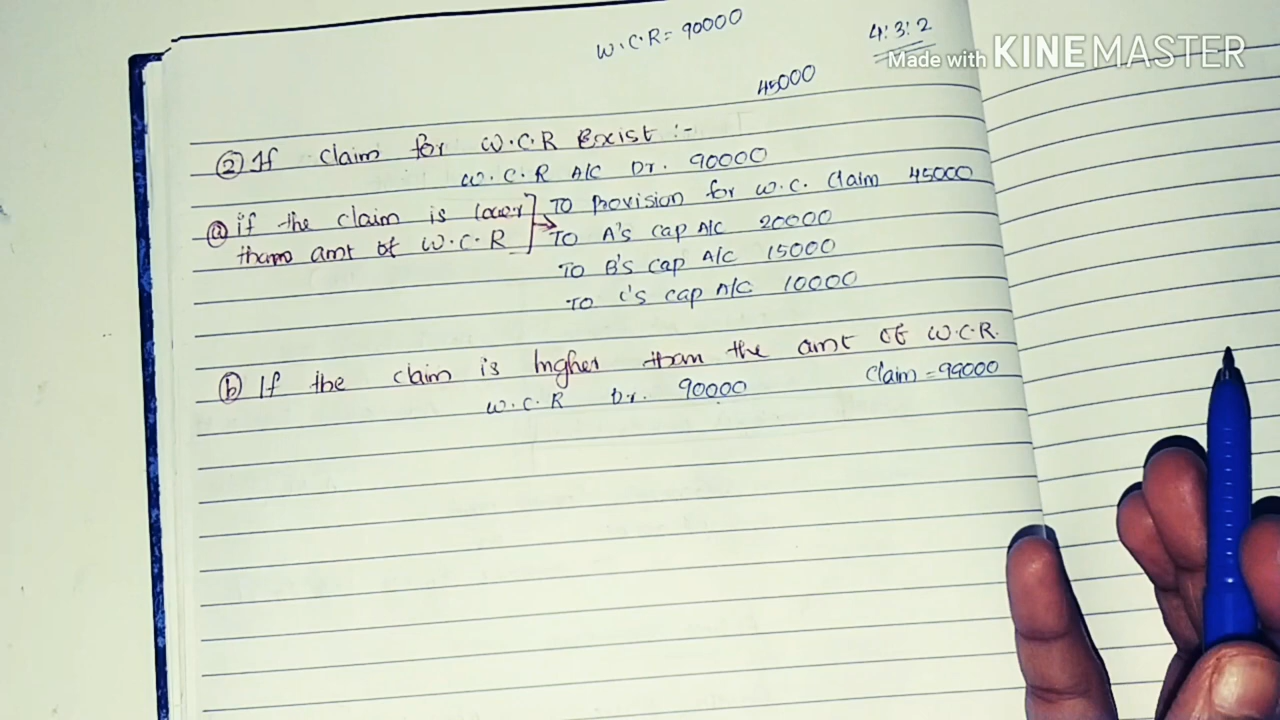 W.C.R = 90000
4:3:2
Made with KINEMASTER
45000
② If claim for W.C.R Exist :-
W.C.R A/C Dr. 90000
ⓐ if the claim is lower
than amt of W.C.R
To Provision for W.C. Claim 45000
To A's cap A/C 20000
To B's cap A/C 15000
To C's cap A/C 10000
ⓑ If the claim is higher than the amt of W.C.R.
Claim = 99000
W.C.R Dr. 90000